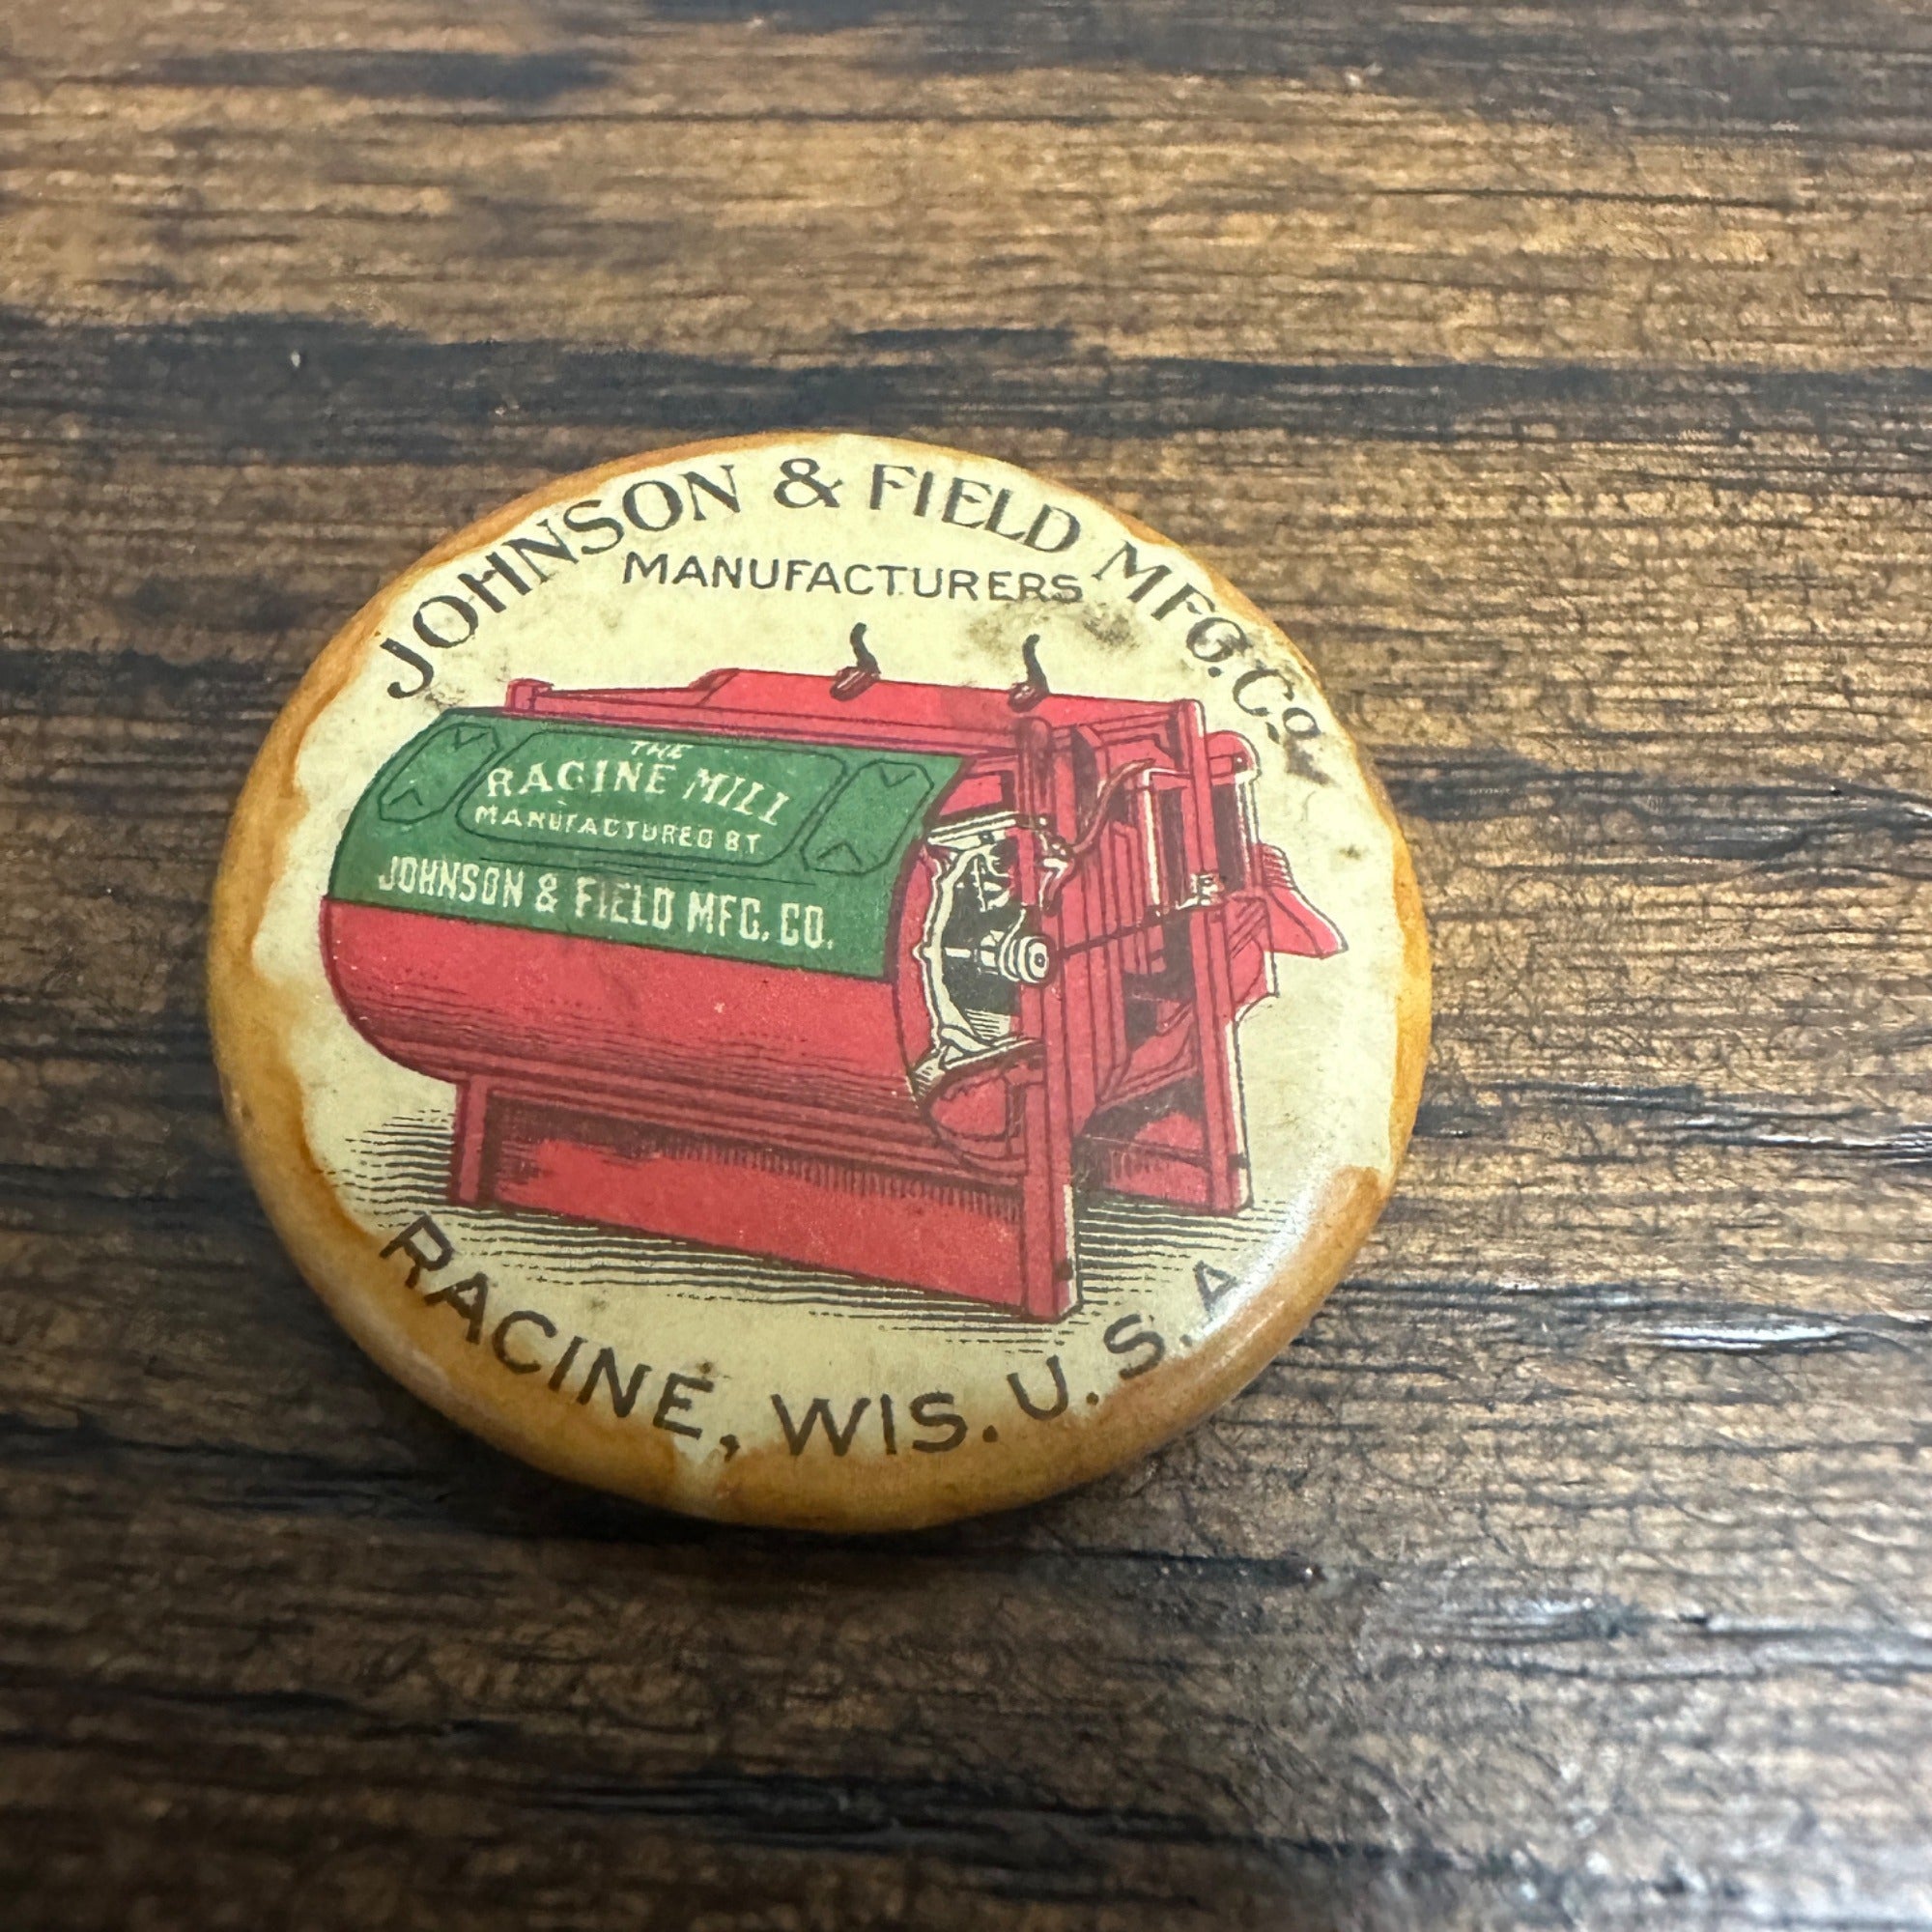 JOHNSON & FIELD MFG. Co.
MANUFACTURERS
THE
RACINE MILL
MANUFACTURED BY
JOHNSON & FIELD MFG. CO.
RACINE, WIS. U.S.A